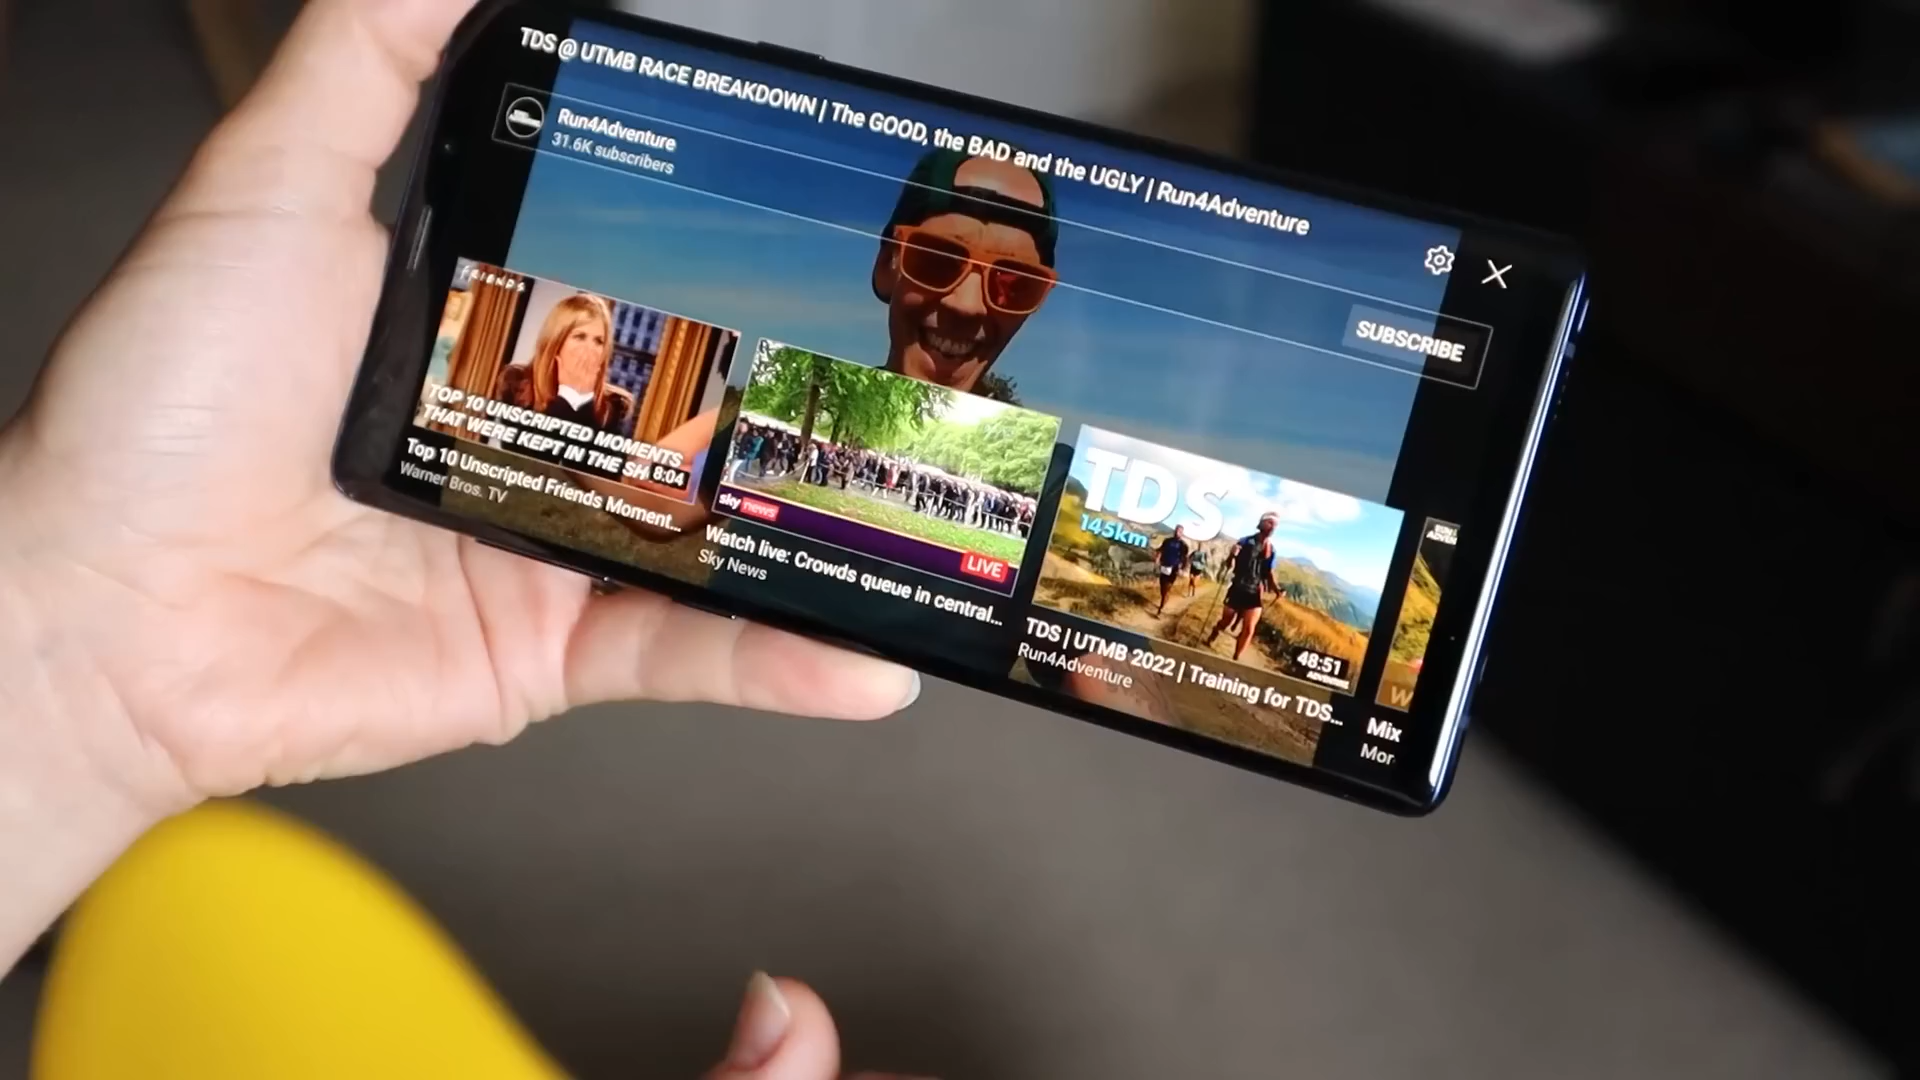 TDS @ UTMB RACE BREAKDOWN | The GOOD, the BAD and the UGLY | Run4Adventure
Run4Adventure
31.6K subscribers
SUBSCRIBE
FRIENDS
TOP 10 UNSCRIPTED MOMENTS
THAT WERE KEPT IN THE SH
8:04
Top 10 Unscripted Friends Moment...
Warner Bros. TV
sky news
LIVE
Watch live: Crowds queue in central...
Sky News
TDS
145km
48:51
TDS | UTMB 2022 | Training for TDS...
Run4Adventure
W
Mix
Mor